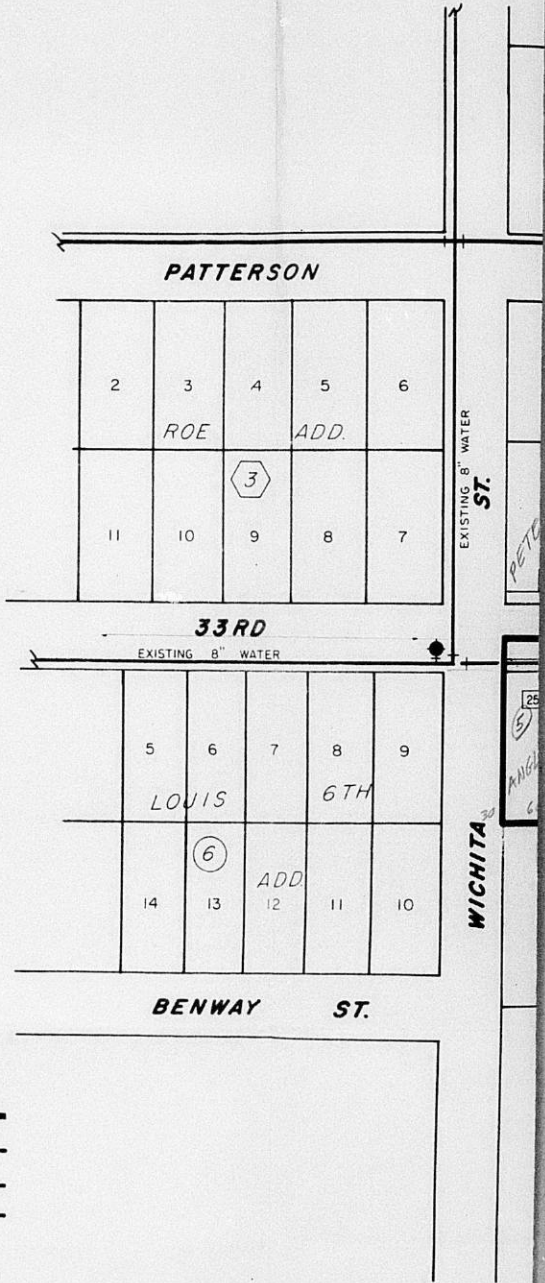 PATTERSON
2 3 4 5 6
ROE ADD.
3
11 10 9 8 7
EXISTING 8" WATER
ST.
33RD
EXISTING 8" WATER
25
5
5 6 7 8 9
LOUIS 6TH
6
ADD.
14 13 12 11 10
30
WICHITA
BENWAY ST.